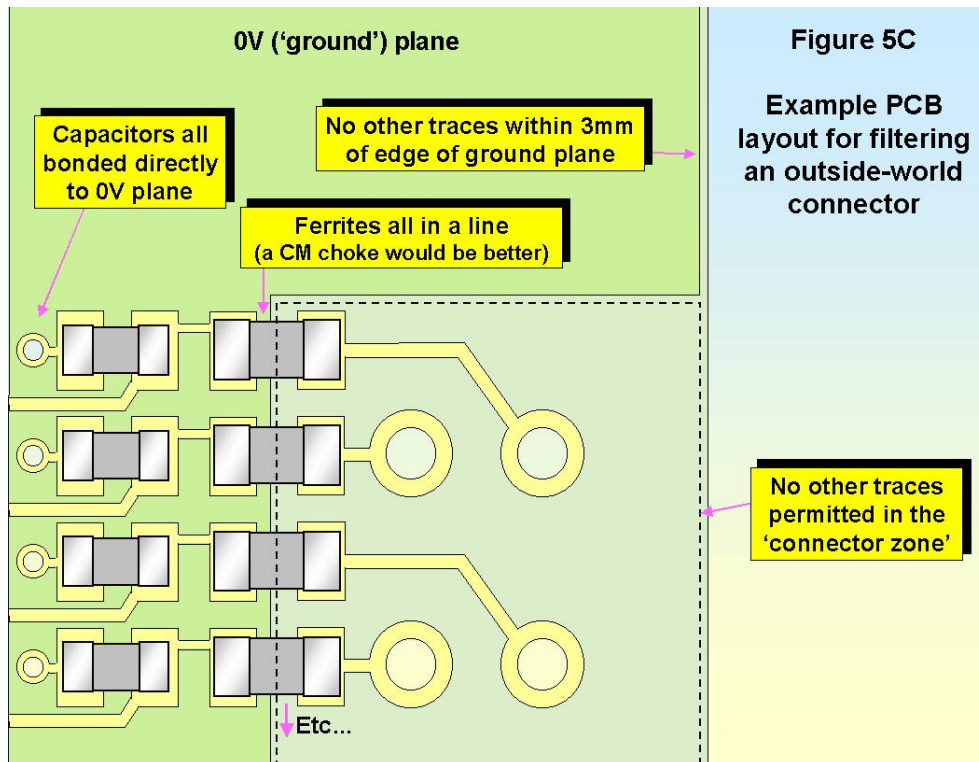 0V (‘ground’) plane
Figure 5C
Example PCB
layout for filtering
an outside-world
connector
Capacitors all
bonded directly
to 0V plane
No other traces within 3mm
of edge of ground plane
Ferrites all in a line
(a CM choke would be better)
No other traces
permitted in the
‘connector zone’
Etc...